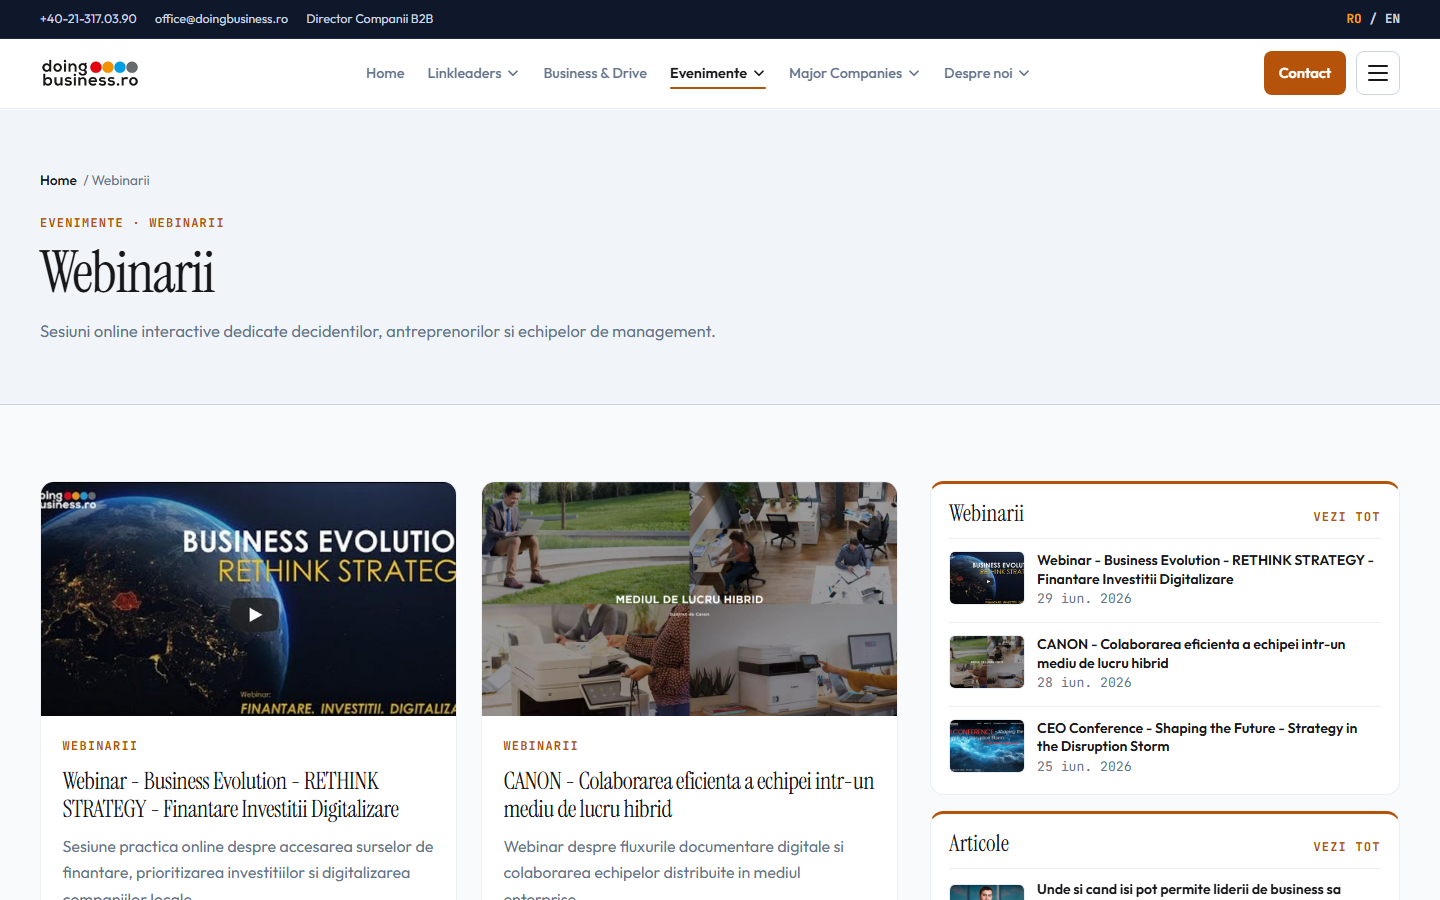 +40-21-317.03.90 office@doingbusiness.ro Director Companii B2B RO / EN
doing
business.ro
Home Linkleaders Business & Drive Evenimente Major Companies Despre noi Contact
Home / Webinarii
EVENIMENTE · WEBINARII
Webinarii
Sesiuni online interactive dedicate decidentilor, antreprenorilor si echipelor de management.
BUSINESS EVOLUTIO
RETHINK STRATEG
Webinar:
FINANTARE. INVESTITII. DIGITALIZA
WEBINARII
Webinar - Business Evolution - RETHINK
STRATEGY - Finantare Investitii Digitalizare
Sesiune practica online despre accesarea surselor de
finantare, prioritizarea investitiilor si digitalizarea
companiilor locale.
MEDIUL DE LUCRU HIBRID
WEBINARII
CANON - Colaborarea eficienta a echipei intr-un
mediu de lucru hibrid
Webinar despre fluxurile documentare digitale si
colaborarea echipelor distribuite in mediul
enterprise.
Webinarii VEZI TOT
Webinar - Business Evolution - RETHINK STRATEGY -
Finantare Investitii Digitalizare
29 iun. 2026
CANON - Colaborarea eficienta a echipei intr-un
mediu de lucru hibrid
28 iun. 2026
CEO Conference - Shaping the Future - Strategy in
the Disruption Storm
25 iun. 2026
Articole VEZI TOT
Unde si cand isi pot permite liderii de business sa